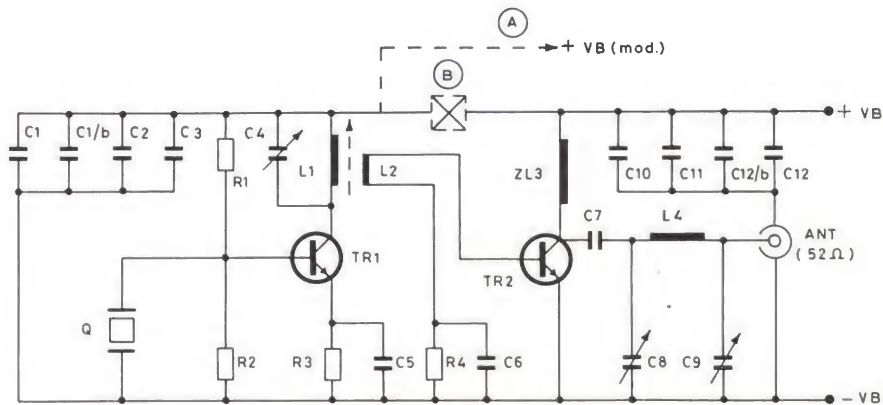 A
+ VB (mod.)
B
+ VB
C1
C1/b
C2
C3
C4
R1
L1
L2
ZL3
C10
C11
C12/b
C12
C7
L4
ANT
(52Ω)
TR1
TR2
Q
R2
R3
C5
R4
C6
C8
C9
- VB